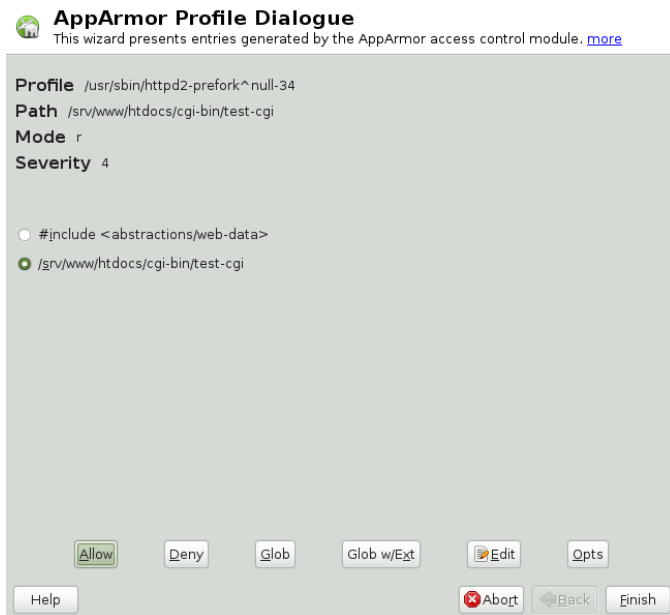 AppArmor Profile Dialogue
This wizard presents entries generated by the AppArmor access control module. more
Profile /usr/sbin/httpd2-prefork^null-34
Path /srv/www/htdocs/cgi-bin/test-cgi
Mode r
Severity 4
#include <abstractions/web-data>
/srv/www/htdocs/cgi-bin/test-cgi
Allow Deny Glob Glob w/Ext Edit Opts
Help Abort Back Finish